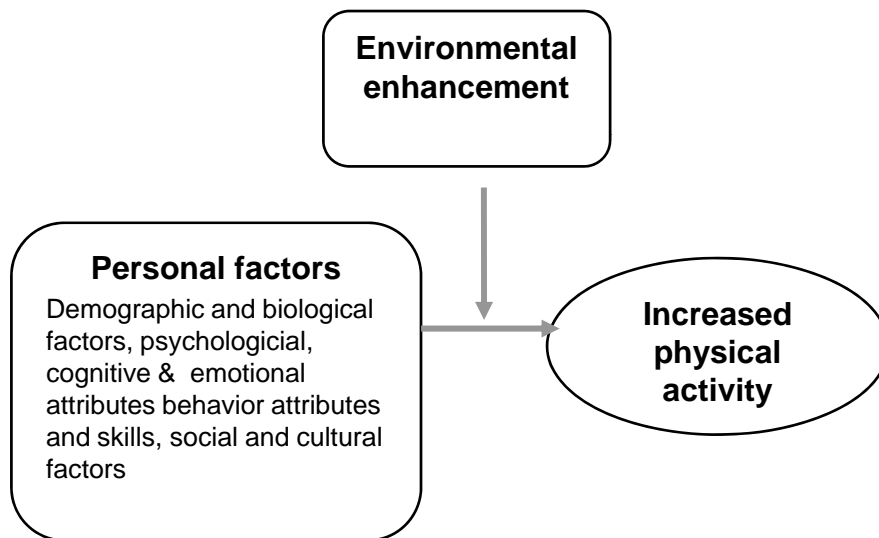 Environmental
enhancement
Personal factors
Demographic and biological
factors, psychologicial,
cognitive & emotional
attributes behavior attributes
and skills, social and cultural
factors
Increased
physical
activity